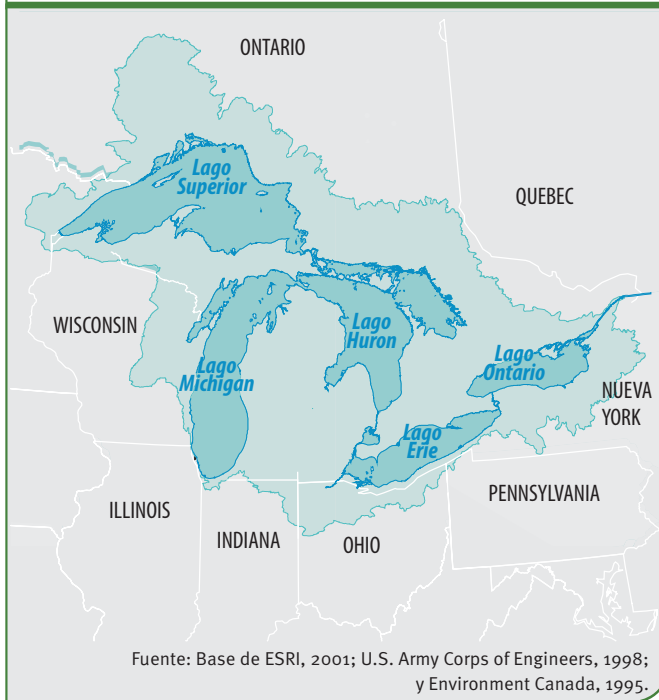 ONTARIO
Lago
Superior
QUEBEC
WISCONSIN
Lago
Huron
Lago
Michigan
Lago
Ontario
NUEVA
YORK
Lago
Erie
PENNSYLVANIA
ILLINOIS
INDIANA
OHIO
Fuente: Base de ESRI, 2001; U.S. Army Corps of Engineers, 1998;
y Environment Canada, 1995.